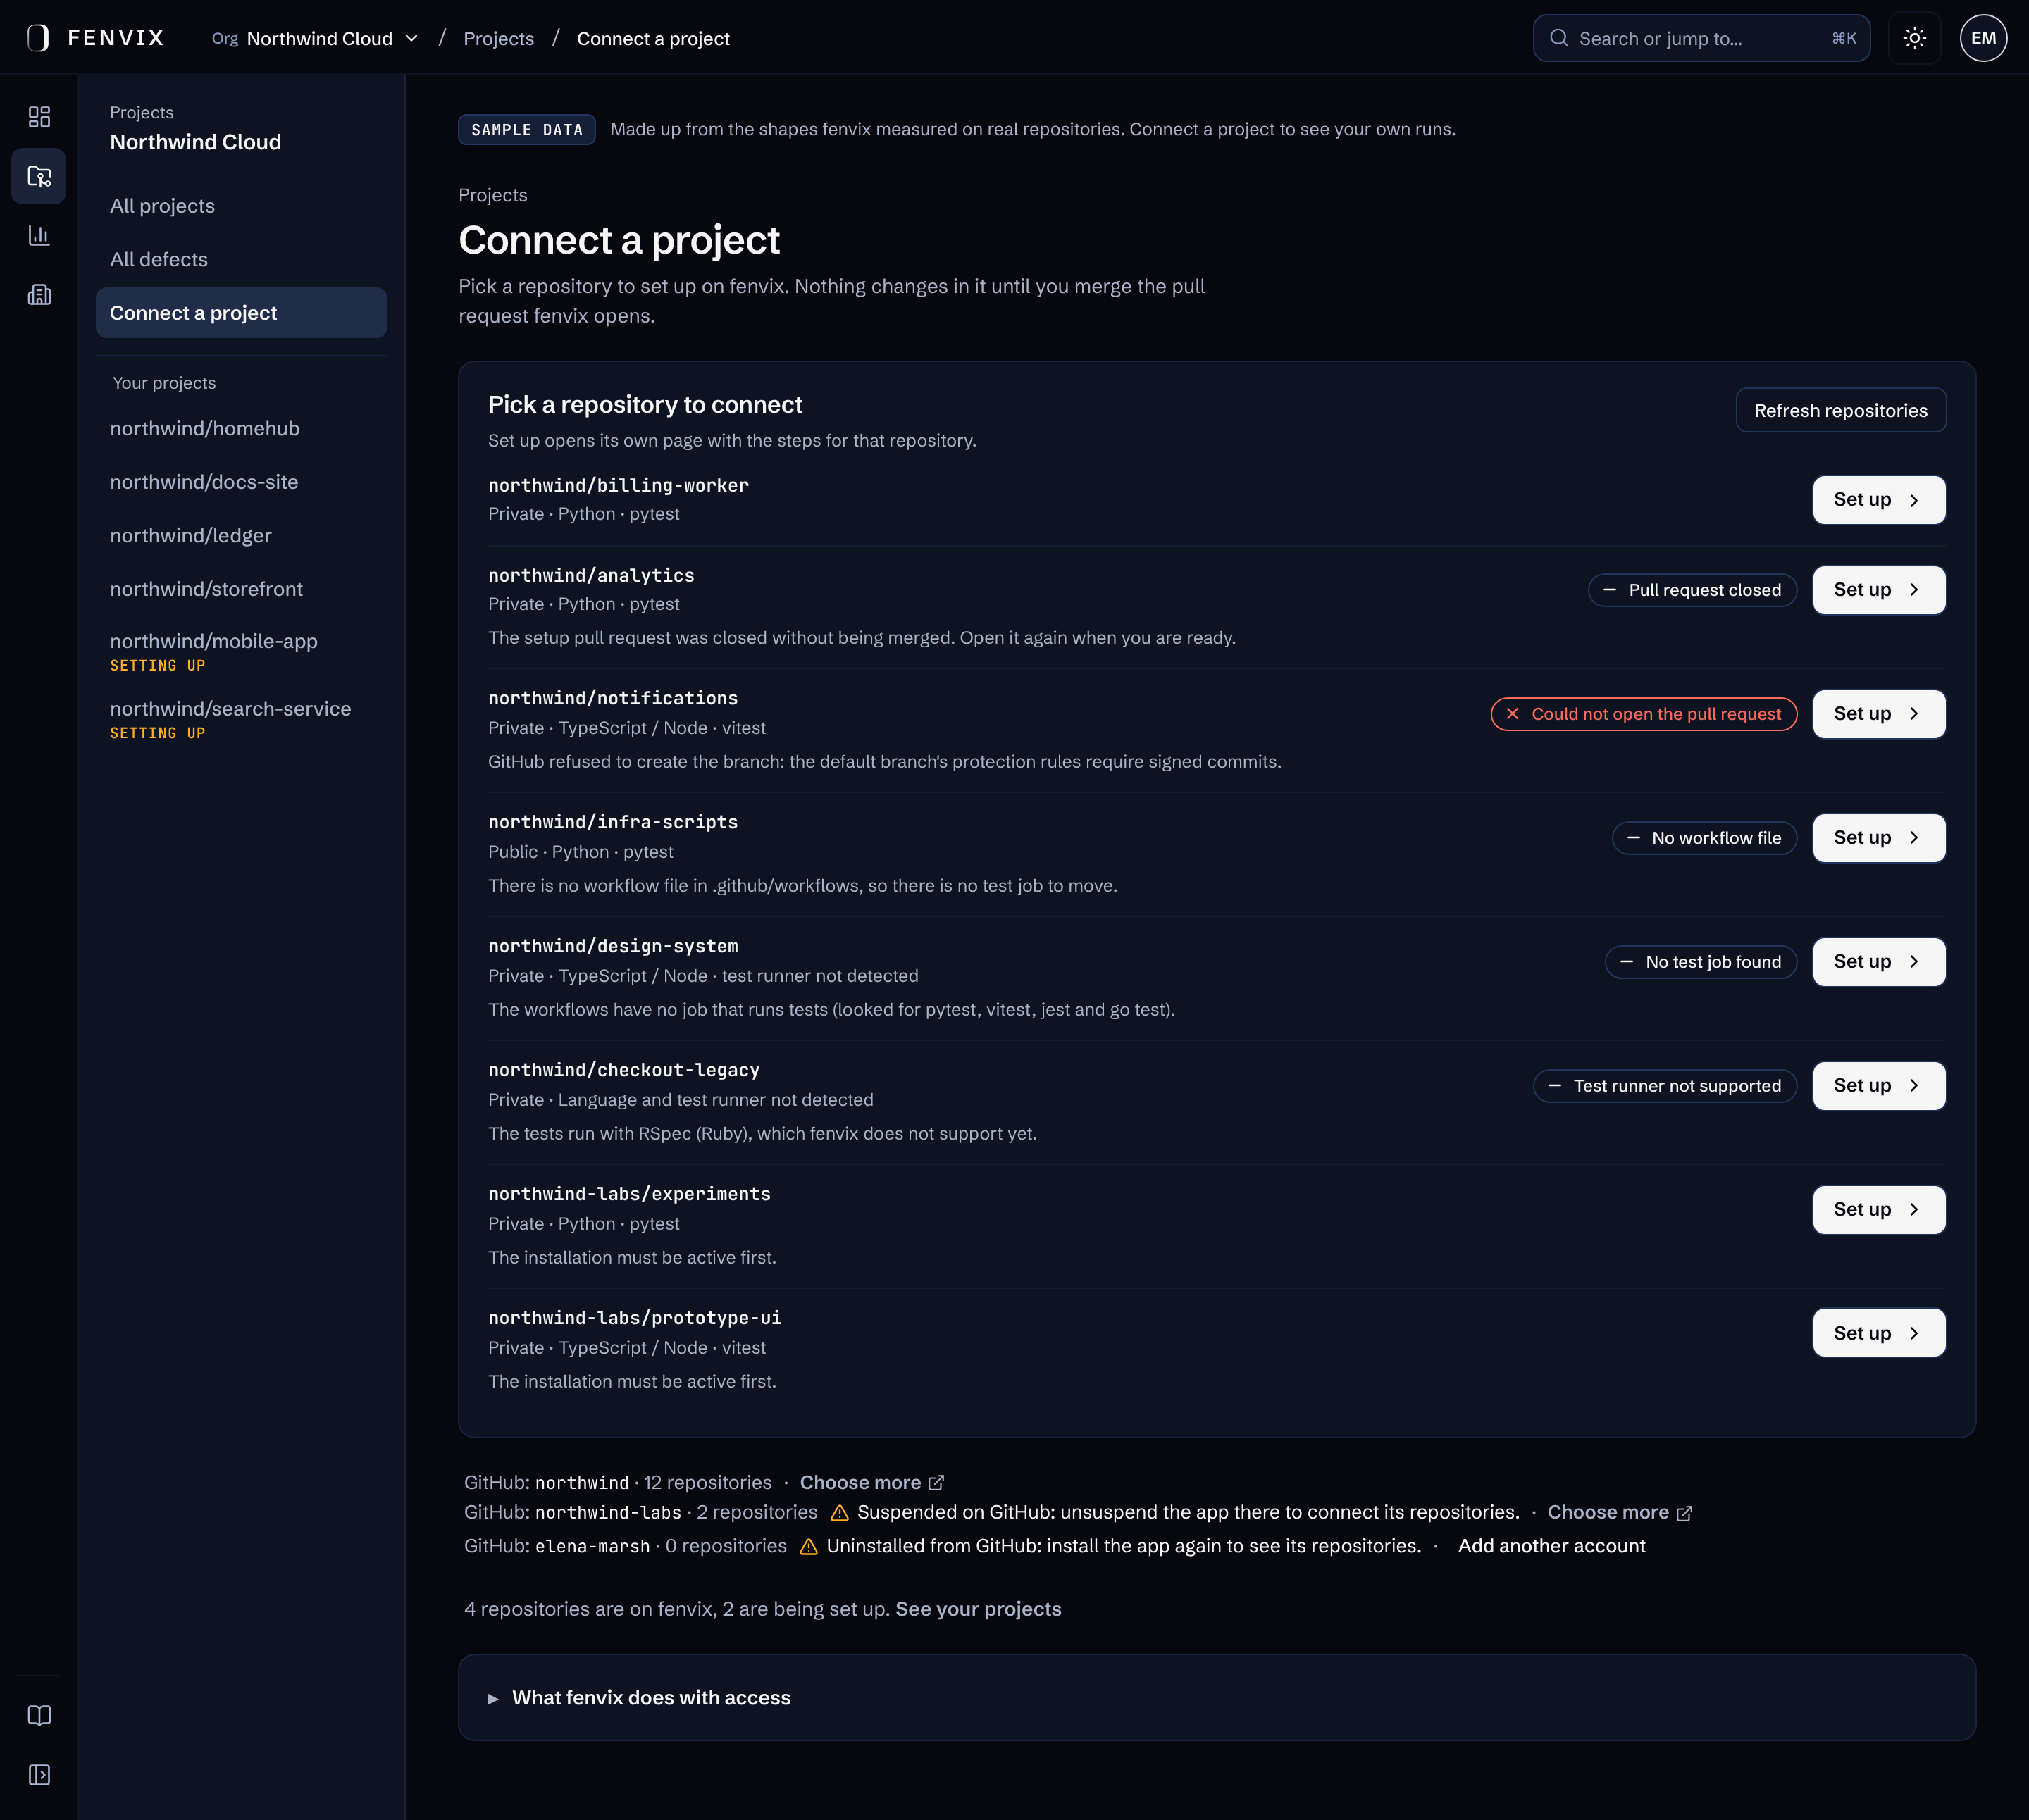 FENVIX
Org Northwind Cloud / Projects / Connect a project
Search or jump to... ⌘K
EM
Projects
Northwind Cloud
All projects
All defects
Connect a project
Your projects
northwind/homehub
northwind/docs-site
northwind/ledger
northwind/storefront
northwind/mobile-app
SETTING UP
northwind/search-service
SETTING UP
SAMPLE DATA Made up from the shapes fenvix measured on real repositories. Connect a project to see your own runs.
Projects
Connect a project
Pick a repository to set up on fenvix. Nothing changes in it until you merge the pull
request fenvix opens.
Pick a repository to connect
Refresh repositories
Set up opens its own page with the steps for that repository.
northwind/billing-worker
Private · Python · pytest
Set up
northwind/analytics
Private · Python · pytest
Pull request closed
Set up
The setup pull request was closed without being merged. Open it again when you are ready.
northwind/notifications
Private · TypeScript / Node · vitest
Could not open the pull request
Set up
GitHub refused to create the branch: the default branch's protection rules require signed commits.
northwind/infra-scripts
Public · Python · pytest
No workflow file
Set up
There is no workflow file in .github/workflows, so there is no test job to move.
northwind/design-system
Private · TypeScript / Node · test runner not detected
No test job found
Set up
The workflows have no job that runs tests (looked for pytest, vitest, jest and go test).
northwind/checkout-legacy
Private · Language and test runner not detected
Test runner not supported
Set up
The tests run with RSpec (Ruby), which fenvix does not support yet.
northwind-labs/experiments
Private · Python · pytest
Set up
The installation must be active first.
northwind-labs/prototype-ui
Private · TypeScript / Node · vitest
Set up
The installation must be active first.
GitHub: northwind · 12 repositories · Choose more
GitHub: northwind-labs · 2 repositories Suspended on GitHub: unsuspend the app there to connect its repositories. · Choose more
GitHub: elena-marsh · 0 repositories Uninstalled from GitHub: install the app again to see its repositories. · Add another account
4 repositories are on fenvix, 2 are being set up. See your projects
What fenvix does with access